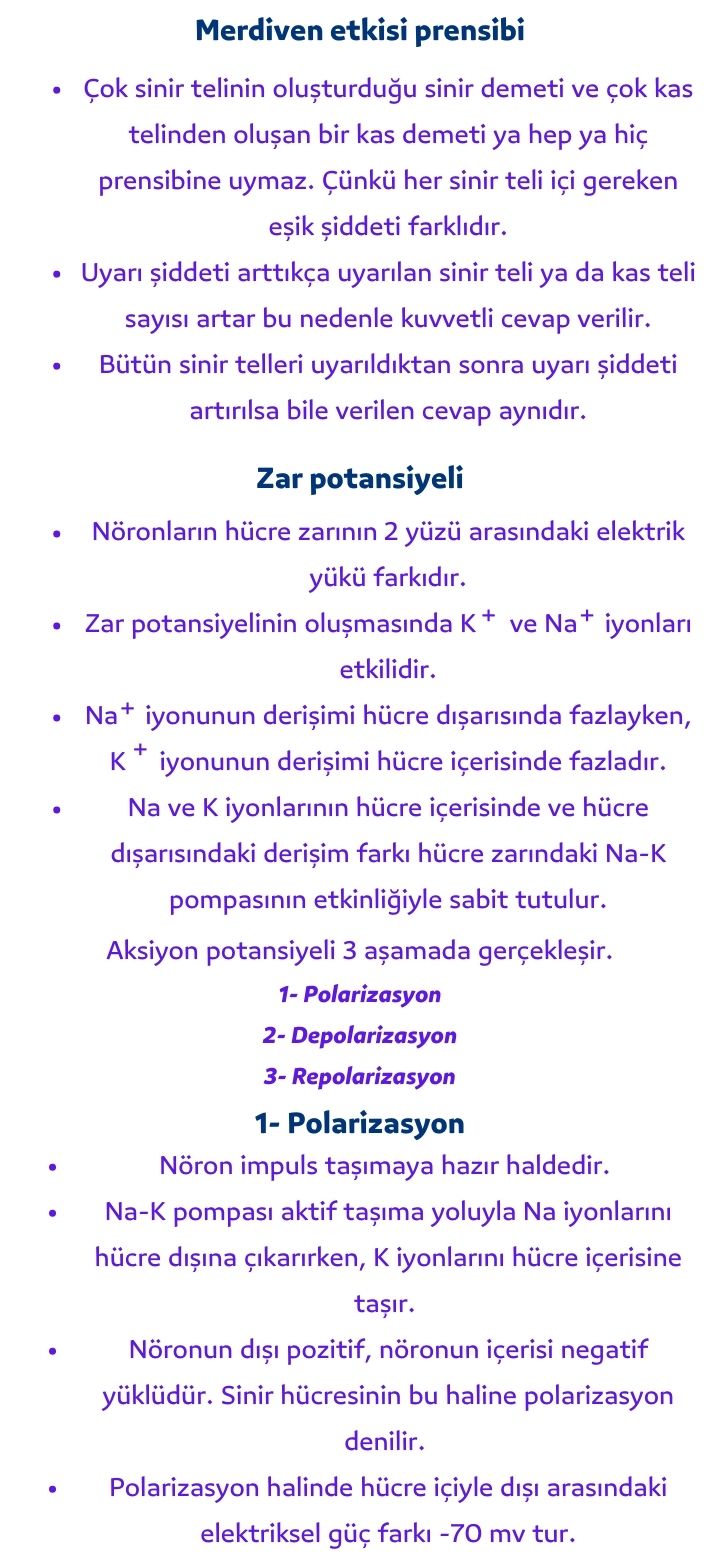 Merdiven etkisi prensibi
• Çok sinir telinin oluşturduğu sinir demeti ve çok kas
telinden oluşan bir kas demeti ya hep ya hiç
prensibine uymaz. Çünkü her sinir teli içi gereken
eşik şiddeti farklıdır.
• Uyarı şiddeti arttıkça uyarılan sinir teli ya da kas teli
sayısı artar bu nedenle kuvvetli cevap verilir.
• Bütün sinir telleri uyarıldıktan sonra uyarı şiddeti
artırılsa bile verilen cevap aynıdır.
Zar potansiyeli
• Nöronların hücre zarının 2 yüzü arasındaki elektrik
yükü farkıdır.
• Zar potansiyelinin oluşmasında K⁺ ve Na⁺ iyonları
etkilidir.
• Na⁺ iyonunun derişimi hücre dışarısında fazlayken,
K⁺ iyonunun derişimi hücre içerisinde fazladır.
• Na ve K iyonlarının hücre içerisinde ve hücre
dışarısındaki derişim farkı hücre zarındaki Na-K
pompasının etkinliğiyle sabit tutulur.
Aksiyon potansiyeli 3 aşamada gerçekleşir.
1- Polarizasyon
2- Depolarizasyon
3- Repolarizasyon
1- Polarizasyon
• Nöron impuls taşımaya hazır haldedir.
• Na-K pompası aktif taşıma yoluyla Na iyonlarını
hücre dışına çıkarırken, K iyonlarını hücre içerisine
taşır.
• Nöronun dışı pozitif, nöronun içerisi negatif
yüklüdür. Sinir hücresinin bu haline polarizasyon
denilir.
• Polarizasyon halinde hücre içiyle dışı arasındaki
elektriksel güç farkı -70 mv tur.